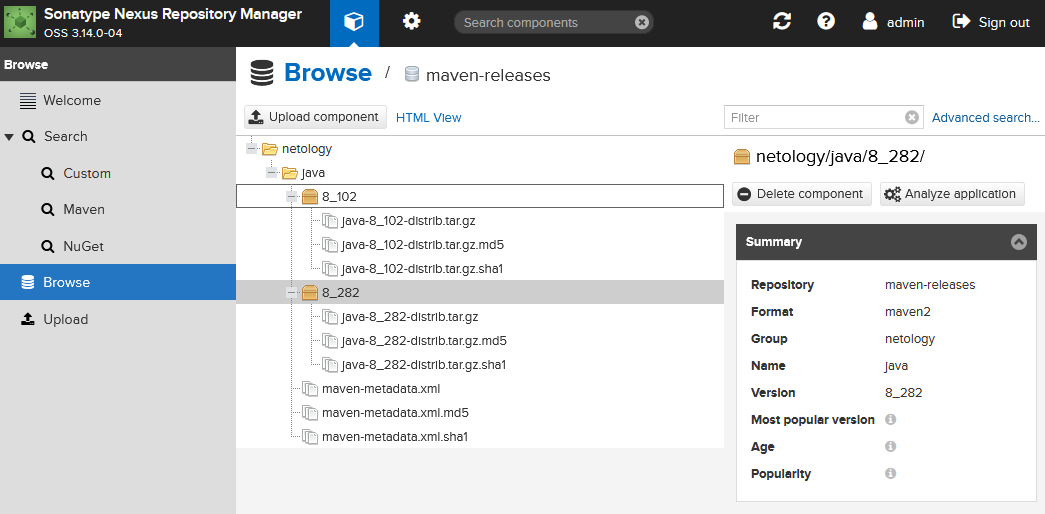 Sonatype Nexus Repository Manager
OSS 3.14.0-04
Search components
admin
Sign out
Browse
Welcome
Search
Custom
Maven
NuGet
Browse
Upload
Browse / maven-releases
Upload component
HTML View
Filter
Advanced search...
netology
java
8_102
java-8_102-distrib.tar.gz
java-8_102-distrib.tar.gz.md5
java-8_102-distrib.tar.gz.sha1
8_282
java-8_282-distrib.tar.gz
java-8_282-distrib.tar.gz.md5
java-8_282-distrib.tar.gz.sha1
maven-metadata.xml
maven-metadata.xml.md5
maven-metadata.xml.sha1
netology/java/8_282/
Delete component
Analyze application
Summary
Repository maven-releases
Format maven2
Group netology
Name java
Version 8_282
Most popular version
Age
Popularity